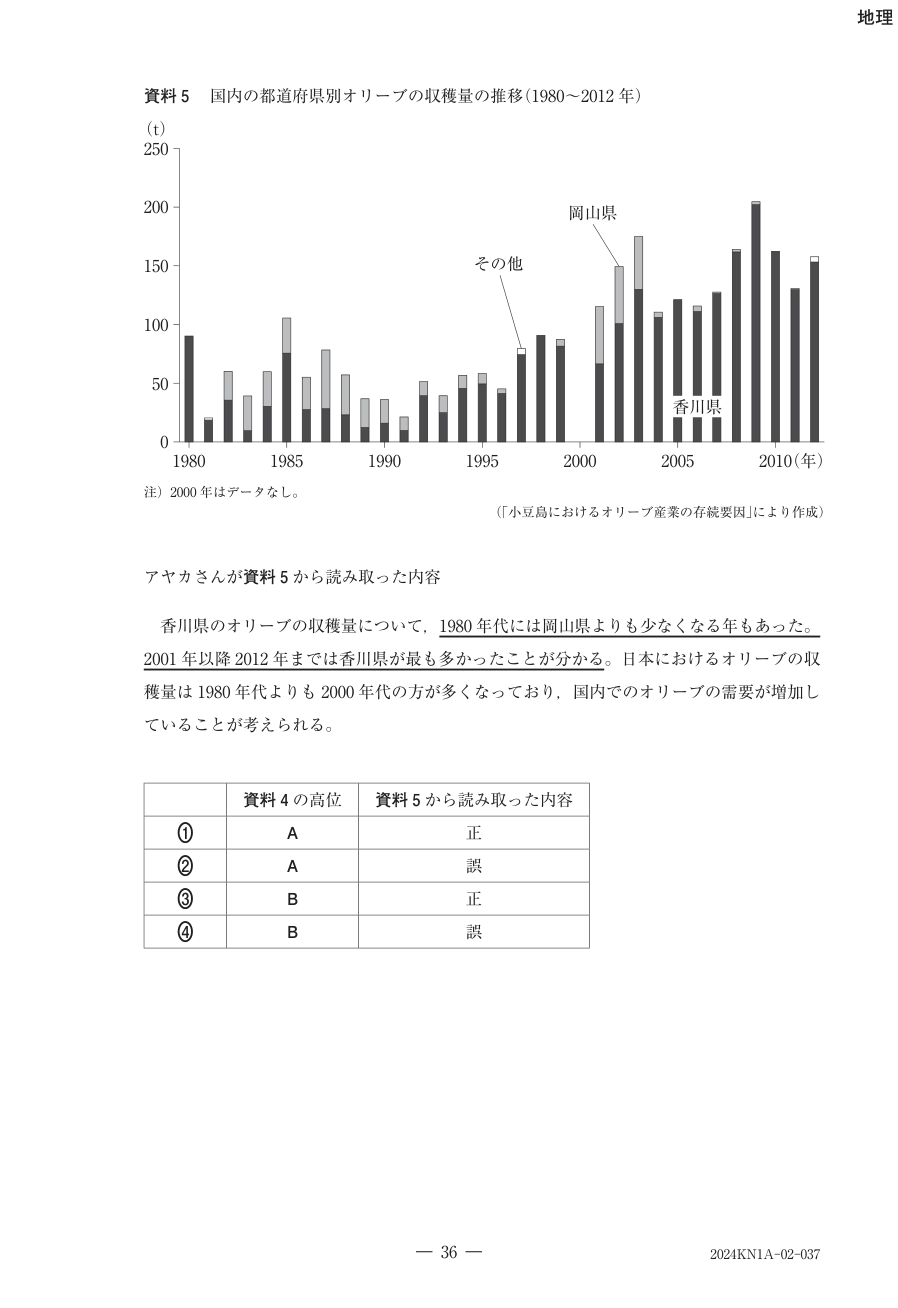 地理
資料5 国内の都道府県別オリーブの収穫量の推移(1980～2012年)
(t)
250
200
150
100
50
0
岡山県
その他
香川県
1980 1985 1990 1995 2000 2005 2010(年)
注) 2000年はデータなし。
(「小豆島におけるオリーブ産業の存続要因」により作成)
アヤカさんが資料5から読み取った内容
香川県のオリーブの収穫量について，1980年代には岡山県よりも少なくなる年もあった。
2001年以降2012年までは香川県が最も多かったことが分かる。日本におけるオリーブの収
穫量は1980年代よりも2000年代の方が多くなっており，国内でのオリーブの需要が増加し
ていることが考えられる。
資料4の高位 資料5から読み取った内容
① A 正
② A 誤
③ B 正
④ B 誤
― 36 ―
2024KN1A-02-037